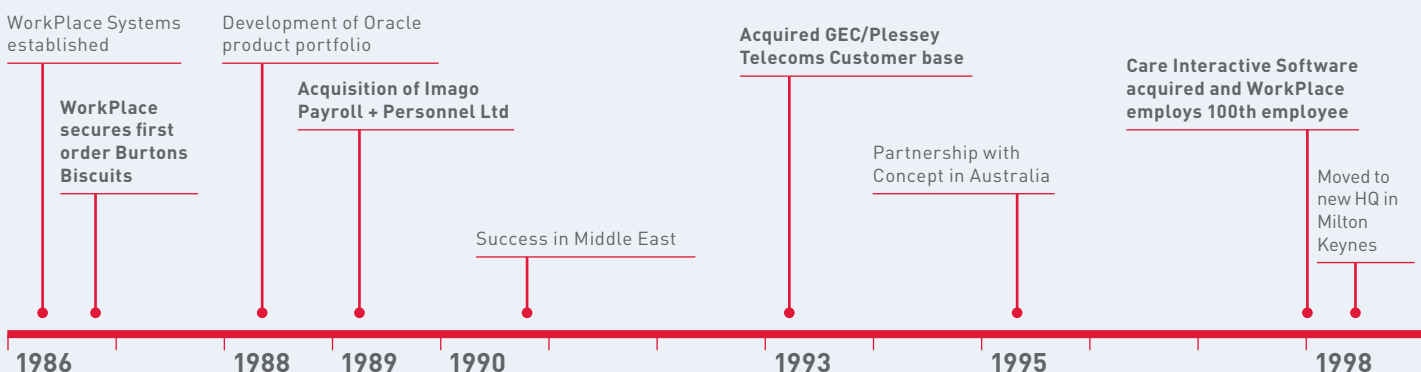 WorkPlace Systems
established
WorkPlace
secures first
order Burtons
Biscuits
Development of Oracle
product portfolio
Acquisition of Imago
Payroll + Personnel Ltd
Success in Middle East
Acquired GEC/Plessey
Telecoms Customer base
Partnership with
Concept in Australia
Care Interactive Software
acquired and WorkPlace
employs 100th employee
Moved to
new HQ in
Milton
Keynes
1986
1988
1989
1990
1993
1995
1998